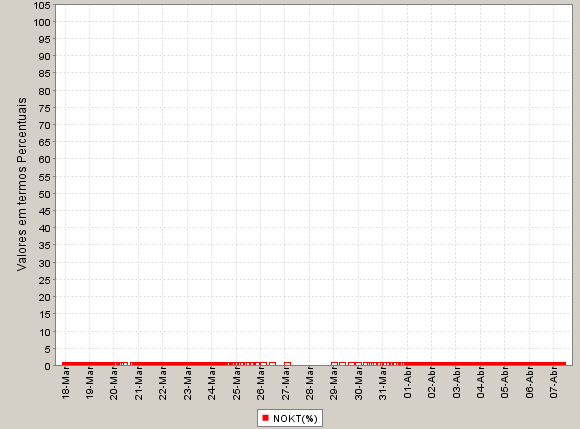 105
100
95
90
85
80
75
70
65
60
55
50
45
40
35
30
25
20
15
10
5
0
Valores em termos Percentuais
18-Mar
19-Mar
20-Mar
21-Mar
22-Mar
23-Mar
24-Mar
25-Mar
26-Mar
27-Mar
28-Mar
29-Mar
30-Mar
31-Mar
01-Abr
02-Abr
03-Abr
04-Abr
05-Abr
06-Abr
07-Abr
NOKT(%)